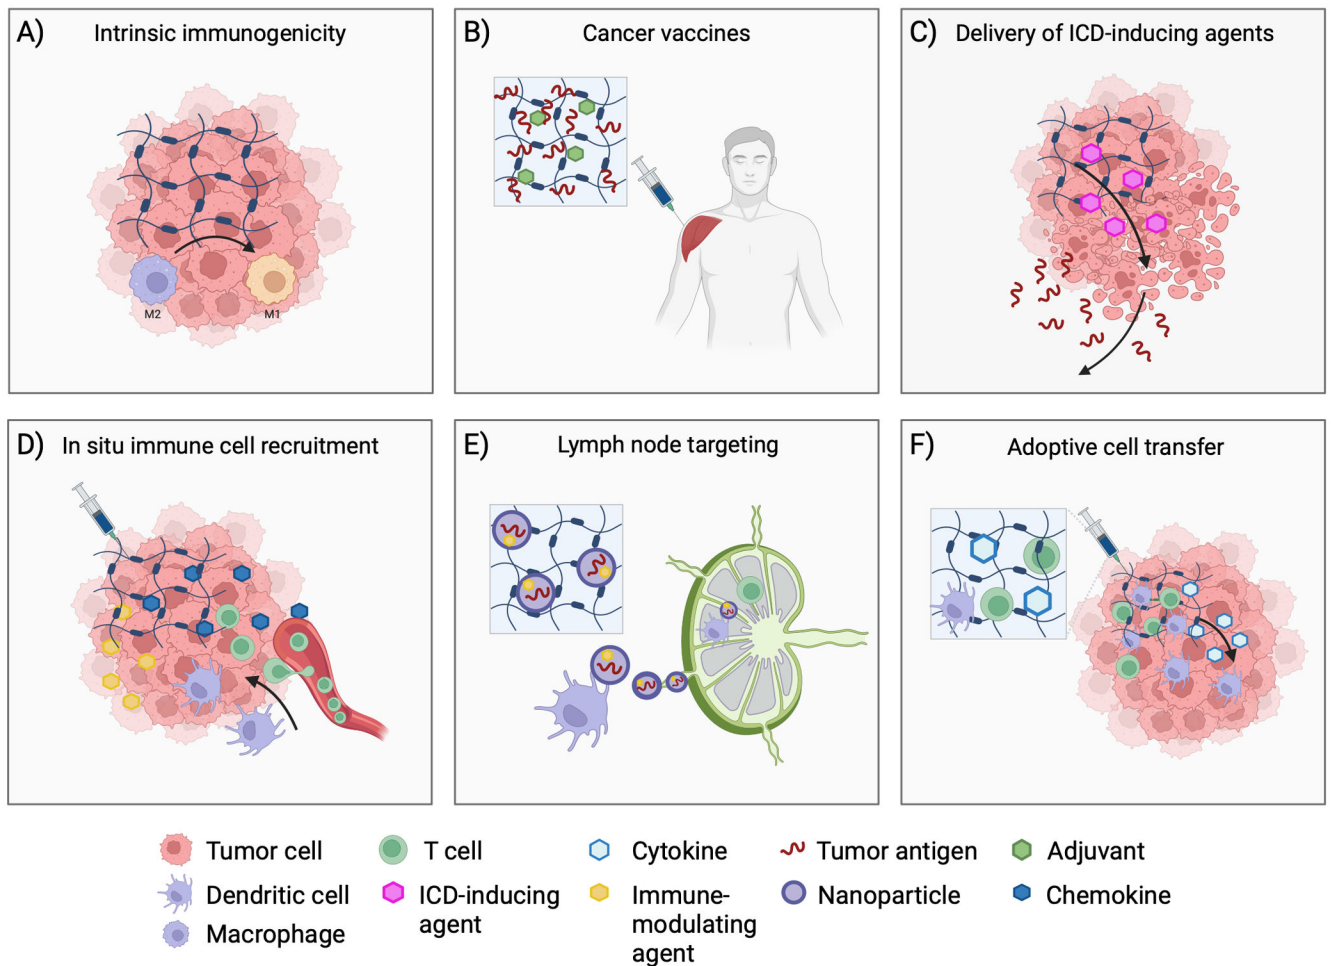 A) Intrinsic immunogenicity
B) Cancer vaccines
C) Delivery of ICD-inducing agents
M2
M1
D) In situ immune cell recruitment
E) Lymph node targeting
F) Adoptive cell transfer
Tumor cell
T cell
Cytokine
Tumor antigen
Adjuvant
Dendritic cell
ICD-inducing
agent
Immune-
modulating
agent
Nanoparticle
Chemokine
Macrophage